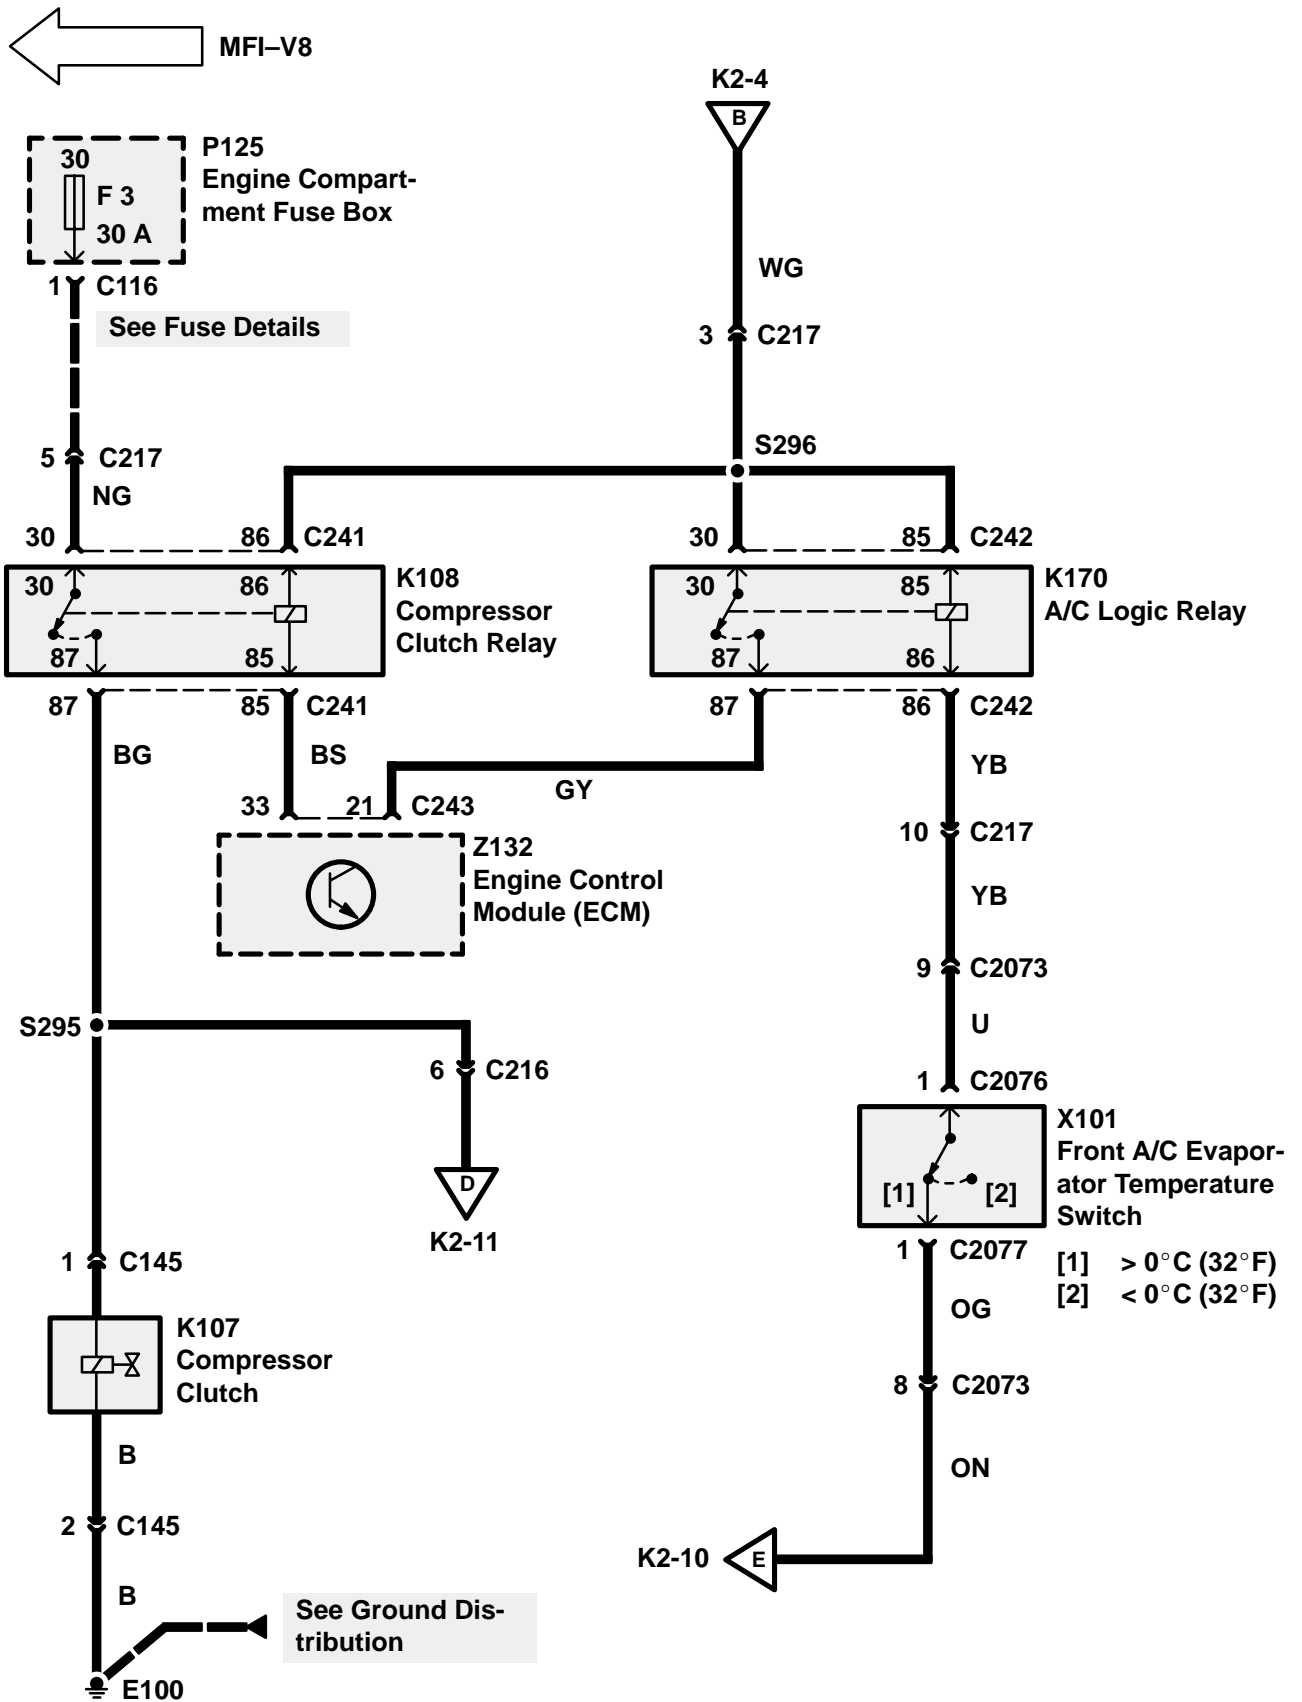 MFI–V8
K2-4
B
30
F 3
30 A
P125
Engine Compart-
ment Fuse Box
1
C116
See Fuse Details
WG
3
C217
5
C217
NG
S296
30
86
C241
30
85
C242
30
86
87
85
K108
Compressor
Clutch Relay
30
85
87
86
K170
A/C Logic Relay
87
85
C241
87
86
C242
BG
BS
GY
YB
33
21
C243
10
C217
Z132
Engine Control
Module (ECM)
YB
9
C2073
S295
U
6
C216
1
C2076
D
K2-11
[1]
[2]
X101
Front A/C Evapor-
ator Temperature
Switch
1
C145
1
C2077
[1] > 0°C (32°F)
[2] < 0°C (32°F)
OG
K107
Compressor
Clutch
8
C2073
B
ON
2
C145
K2-10
E
B
See Ground Dis-
tribution
E100